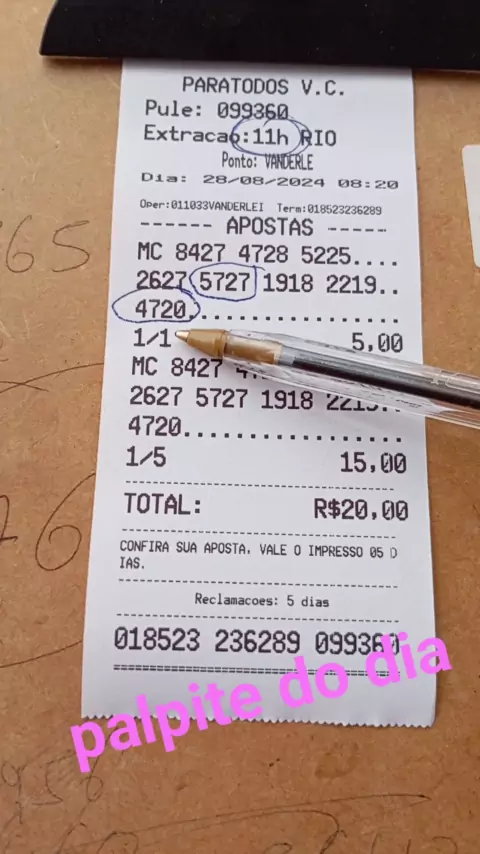 PARATODOS V.C.
Pule: 099360
Extracao:11h RIO
Ponto: VANDERLE
Dia: 28/08/2024 08:20
Oper:011033VANDERLEI Term:018523236289
------ APOSTAS -----
MC 8427 4728 5225....
2627 5727 1918 2219..
4720.................
1/1 5,00
MC 8427
2627 5727 1918 2219..
4720.................
1/5 15,00
TOTAL: R$20,00
CONFIRA SUA APOSTA. VALE O IMPRESSO 05 D
IAS.
Reclamacoes: 5 dias
018523 236289 099360
palpite do dia
65
76